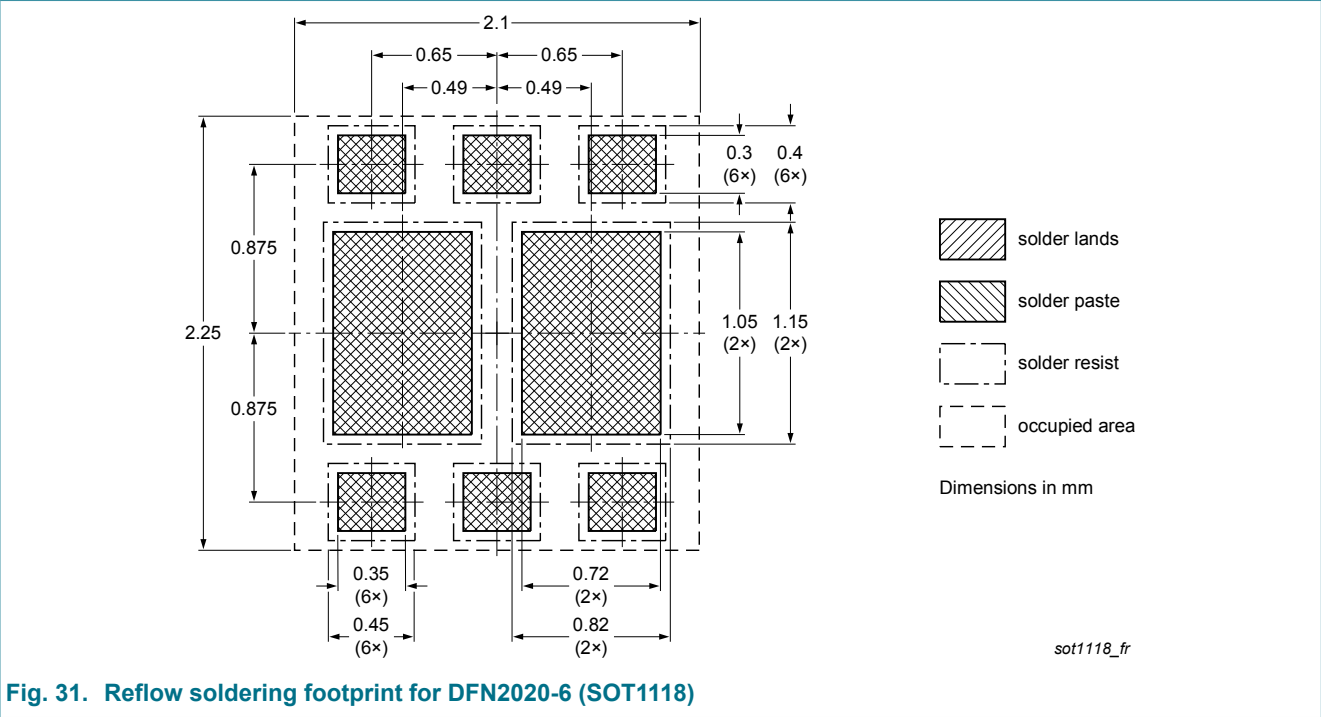 2.1
0.65 0.65
0.49 0.49
0.3 0.4
(6×) (6×)
0.875
2.25
0.875
1.05 1.15
(2×) (2×)
0.35 0.72
(6×) (2×)
0.45 0.82
(6×) (2×)
solder lands
solder paste
solder resist
occupied area
Dimensions in mm
sot1118_fr
Fig. 31. Reflow soldering footprint for DFN2020-6 (SOT1118)